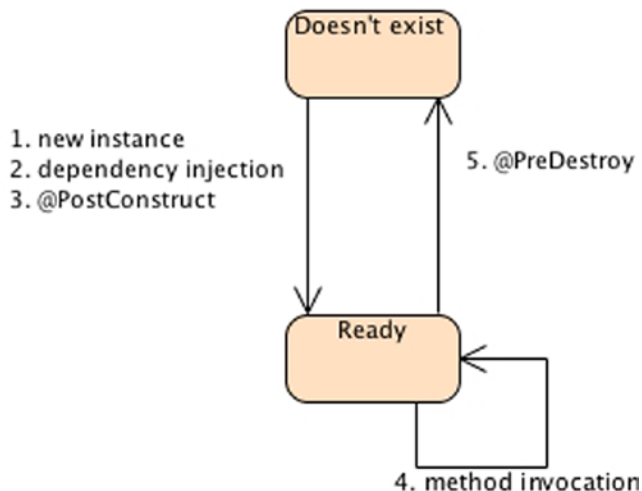 Doesn't exist
1. new instance
2. dependency injection
3. @PostConstruct
5. @PreDestroy
Ready
4. method invocation